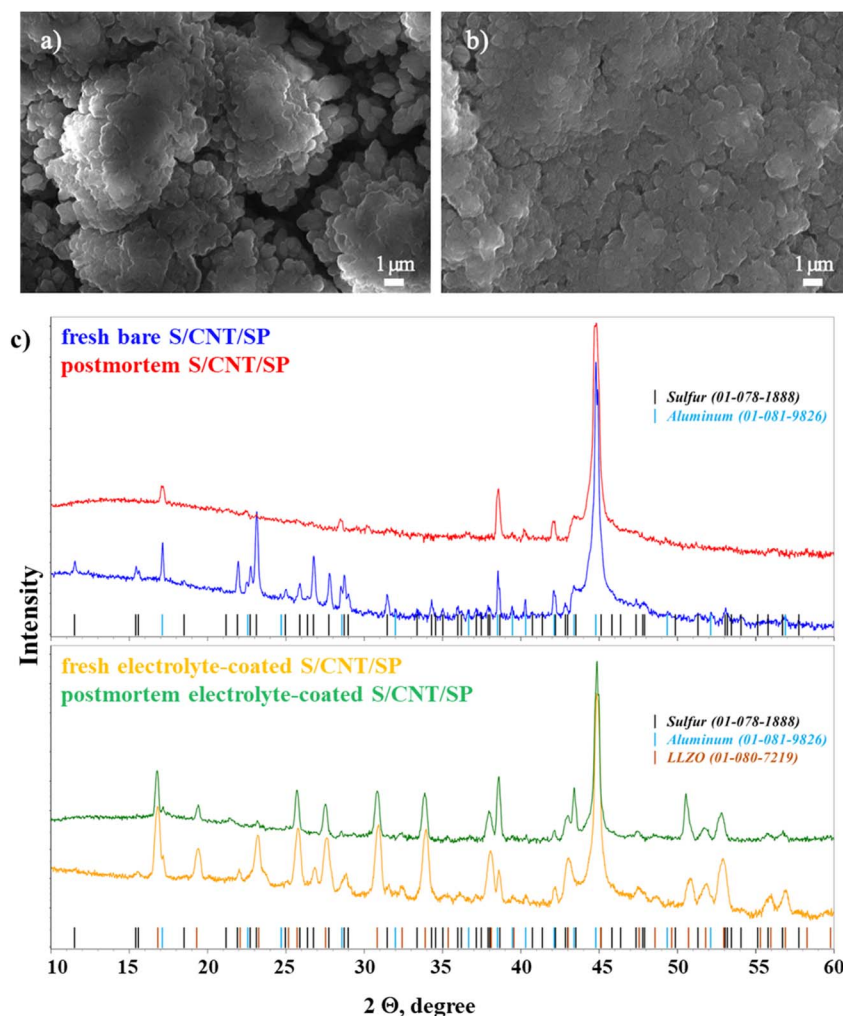 a)
b)
1 μm
1 μm
c)
fresh bare S/CNT/SP
postmortem S/CNT/SP
Sulfur (01-078-1888)
Aluminum (01-081-9826)
Intensity
fresh electrolyte-coated S/CNT/SP
postmortem electrolyte-coated S/CNT/SP
Sulfur (01-078-1888)
Aluminum (01-081-9826)
LLZO (01-080-7219)
10 15 20 25 30 35 40 45 50 55 60
2 Θ, degree